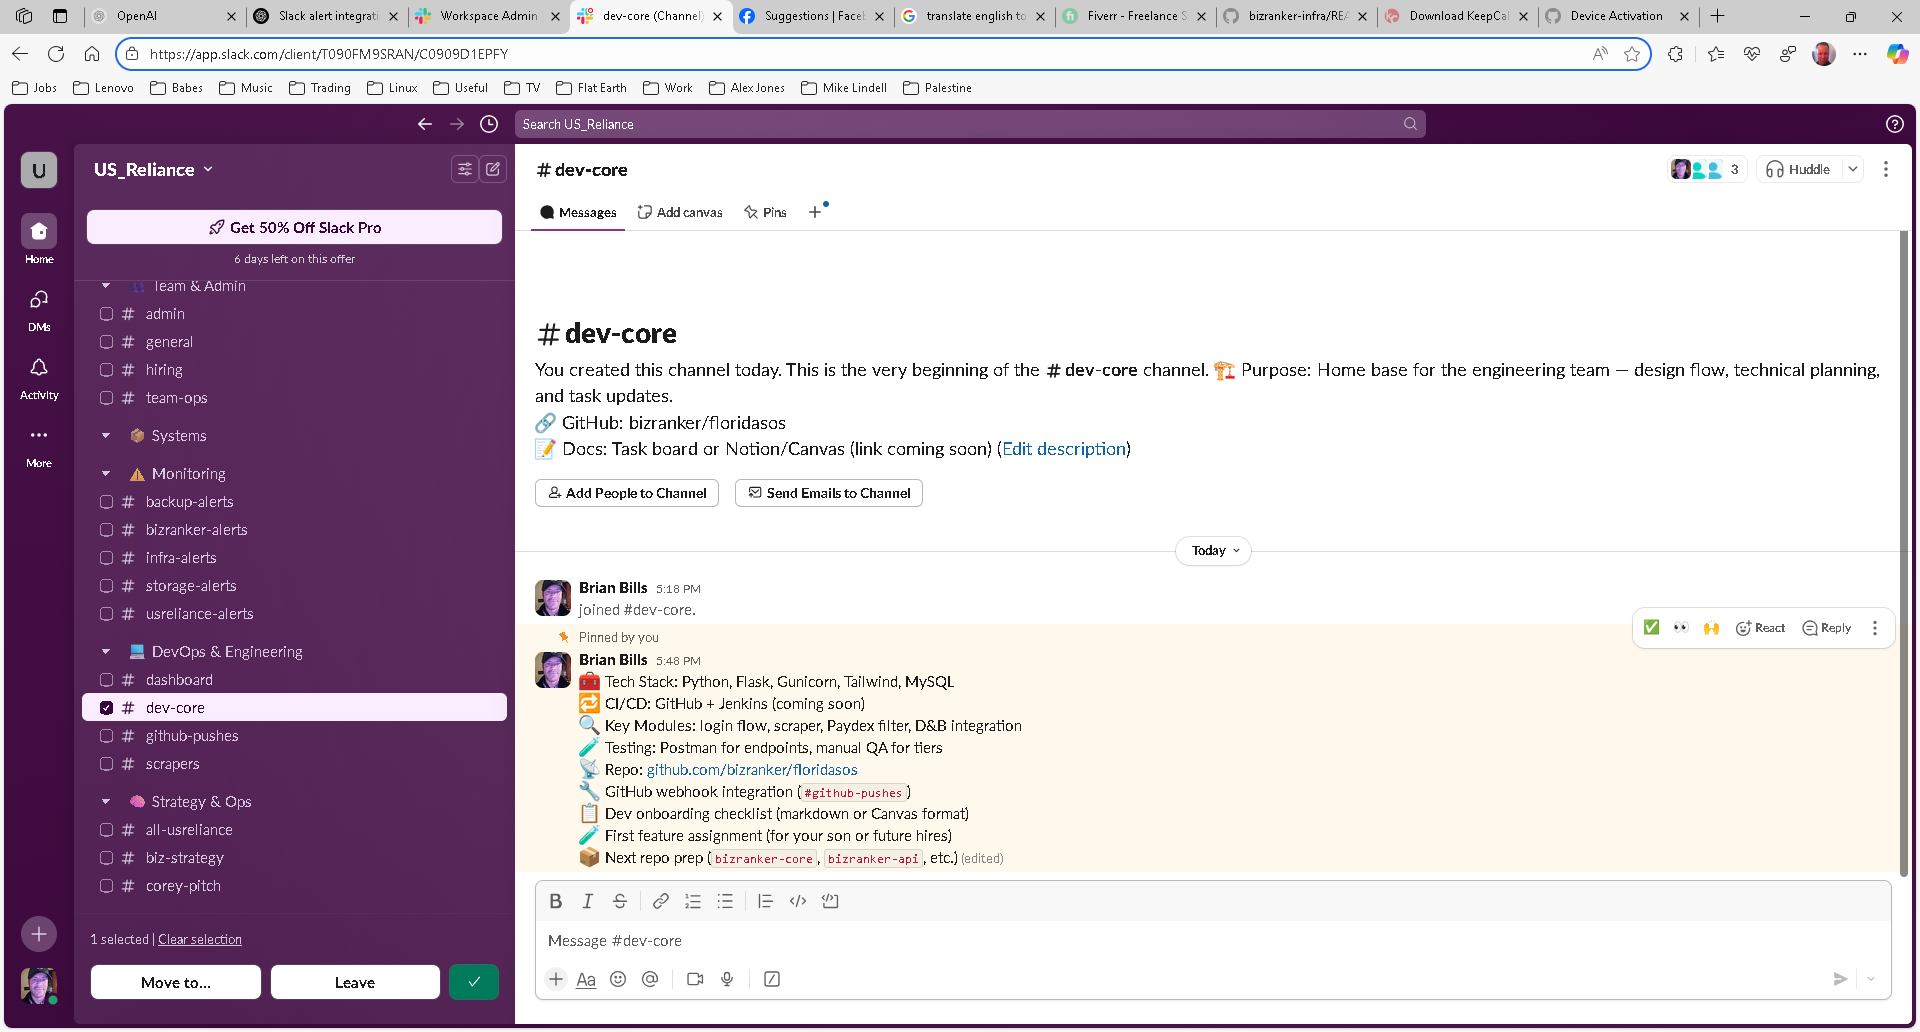 OpenAI
Slack alert integrati
Workspace Admin
dev-core (Channel)
Suggestions | Faceb
translate english to
Fiverr - Freelance S
bizranker-infra/REA
Download KeepCal
Device Activation
https://app.slack.com/client/T090FM9SRAN/C0909D1EPFY
Jobs
Lenovo
Babes
Music
Trading
Linux
Useful
TV
Flat Earth
Work
Alex Jones
Mike Lindell
Palestine
Search US_Reliance
U
Home
DMs
Activity
More
US_Reliance
Get 50% Off Slack Pro
6 days left on this offer
Team & Admin
# admin
# general
# hiring
# team-ops
Systems
Monitoring
# backup-alerts
# bizranker-alerts
# infra-alerts
# storage-alerts
# usreliance-alerts
DevOps & Engineering
# dashboard
# dev-core
# github-pushes
# scrapers
Strategy & Ops
# all-usreliance
# biz-strategy
# corey-pitch
1 selected | Clear selection
Move to...
Leave
# dev-core
3
Huddle
Messages
Add canvas
Pins
# dev-core
You created this channel today. This is the very beginning of the # dev-core channel. 🏗️ Purpose: Home base for the engineering team — design flow, technical planning,
and task updates.
🔗 GitHub: bizranker/floridasos
📝 Docs: Task board or Notion/Canvas (link coming soon) (Edit description)
Add People to Channel
Send Emails to Channel
Today
Brian Bills 5:18 PM
joined #dev-core.
Pinned by you
React
Reply
Brian Bills 5:48 PM
🧰 Tech Stack: Python, Flask, Gunicorn, Tailwind, MySQL
🔁 CI/CD: GitHub + Jenkins (coming soon)
🔍 Key Modules: login flow, scraper, Paydex filter, D&B integration
🧪 Testing: Postman for endpoints, manual QA for tiers
📡 Repo: github.com/bizranker/floridasos
🔧 GitHub webhook integration (#github-pushes)
📋 Dev onboarding checklist (markdown or Canvas format)
🧪 First feature assignment (for your son or future hires)
📦 Next repo prep (bizranker-core, bizranker-api, etc.) (edited)
Message #dev-core
Aa